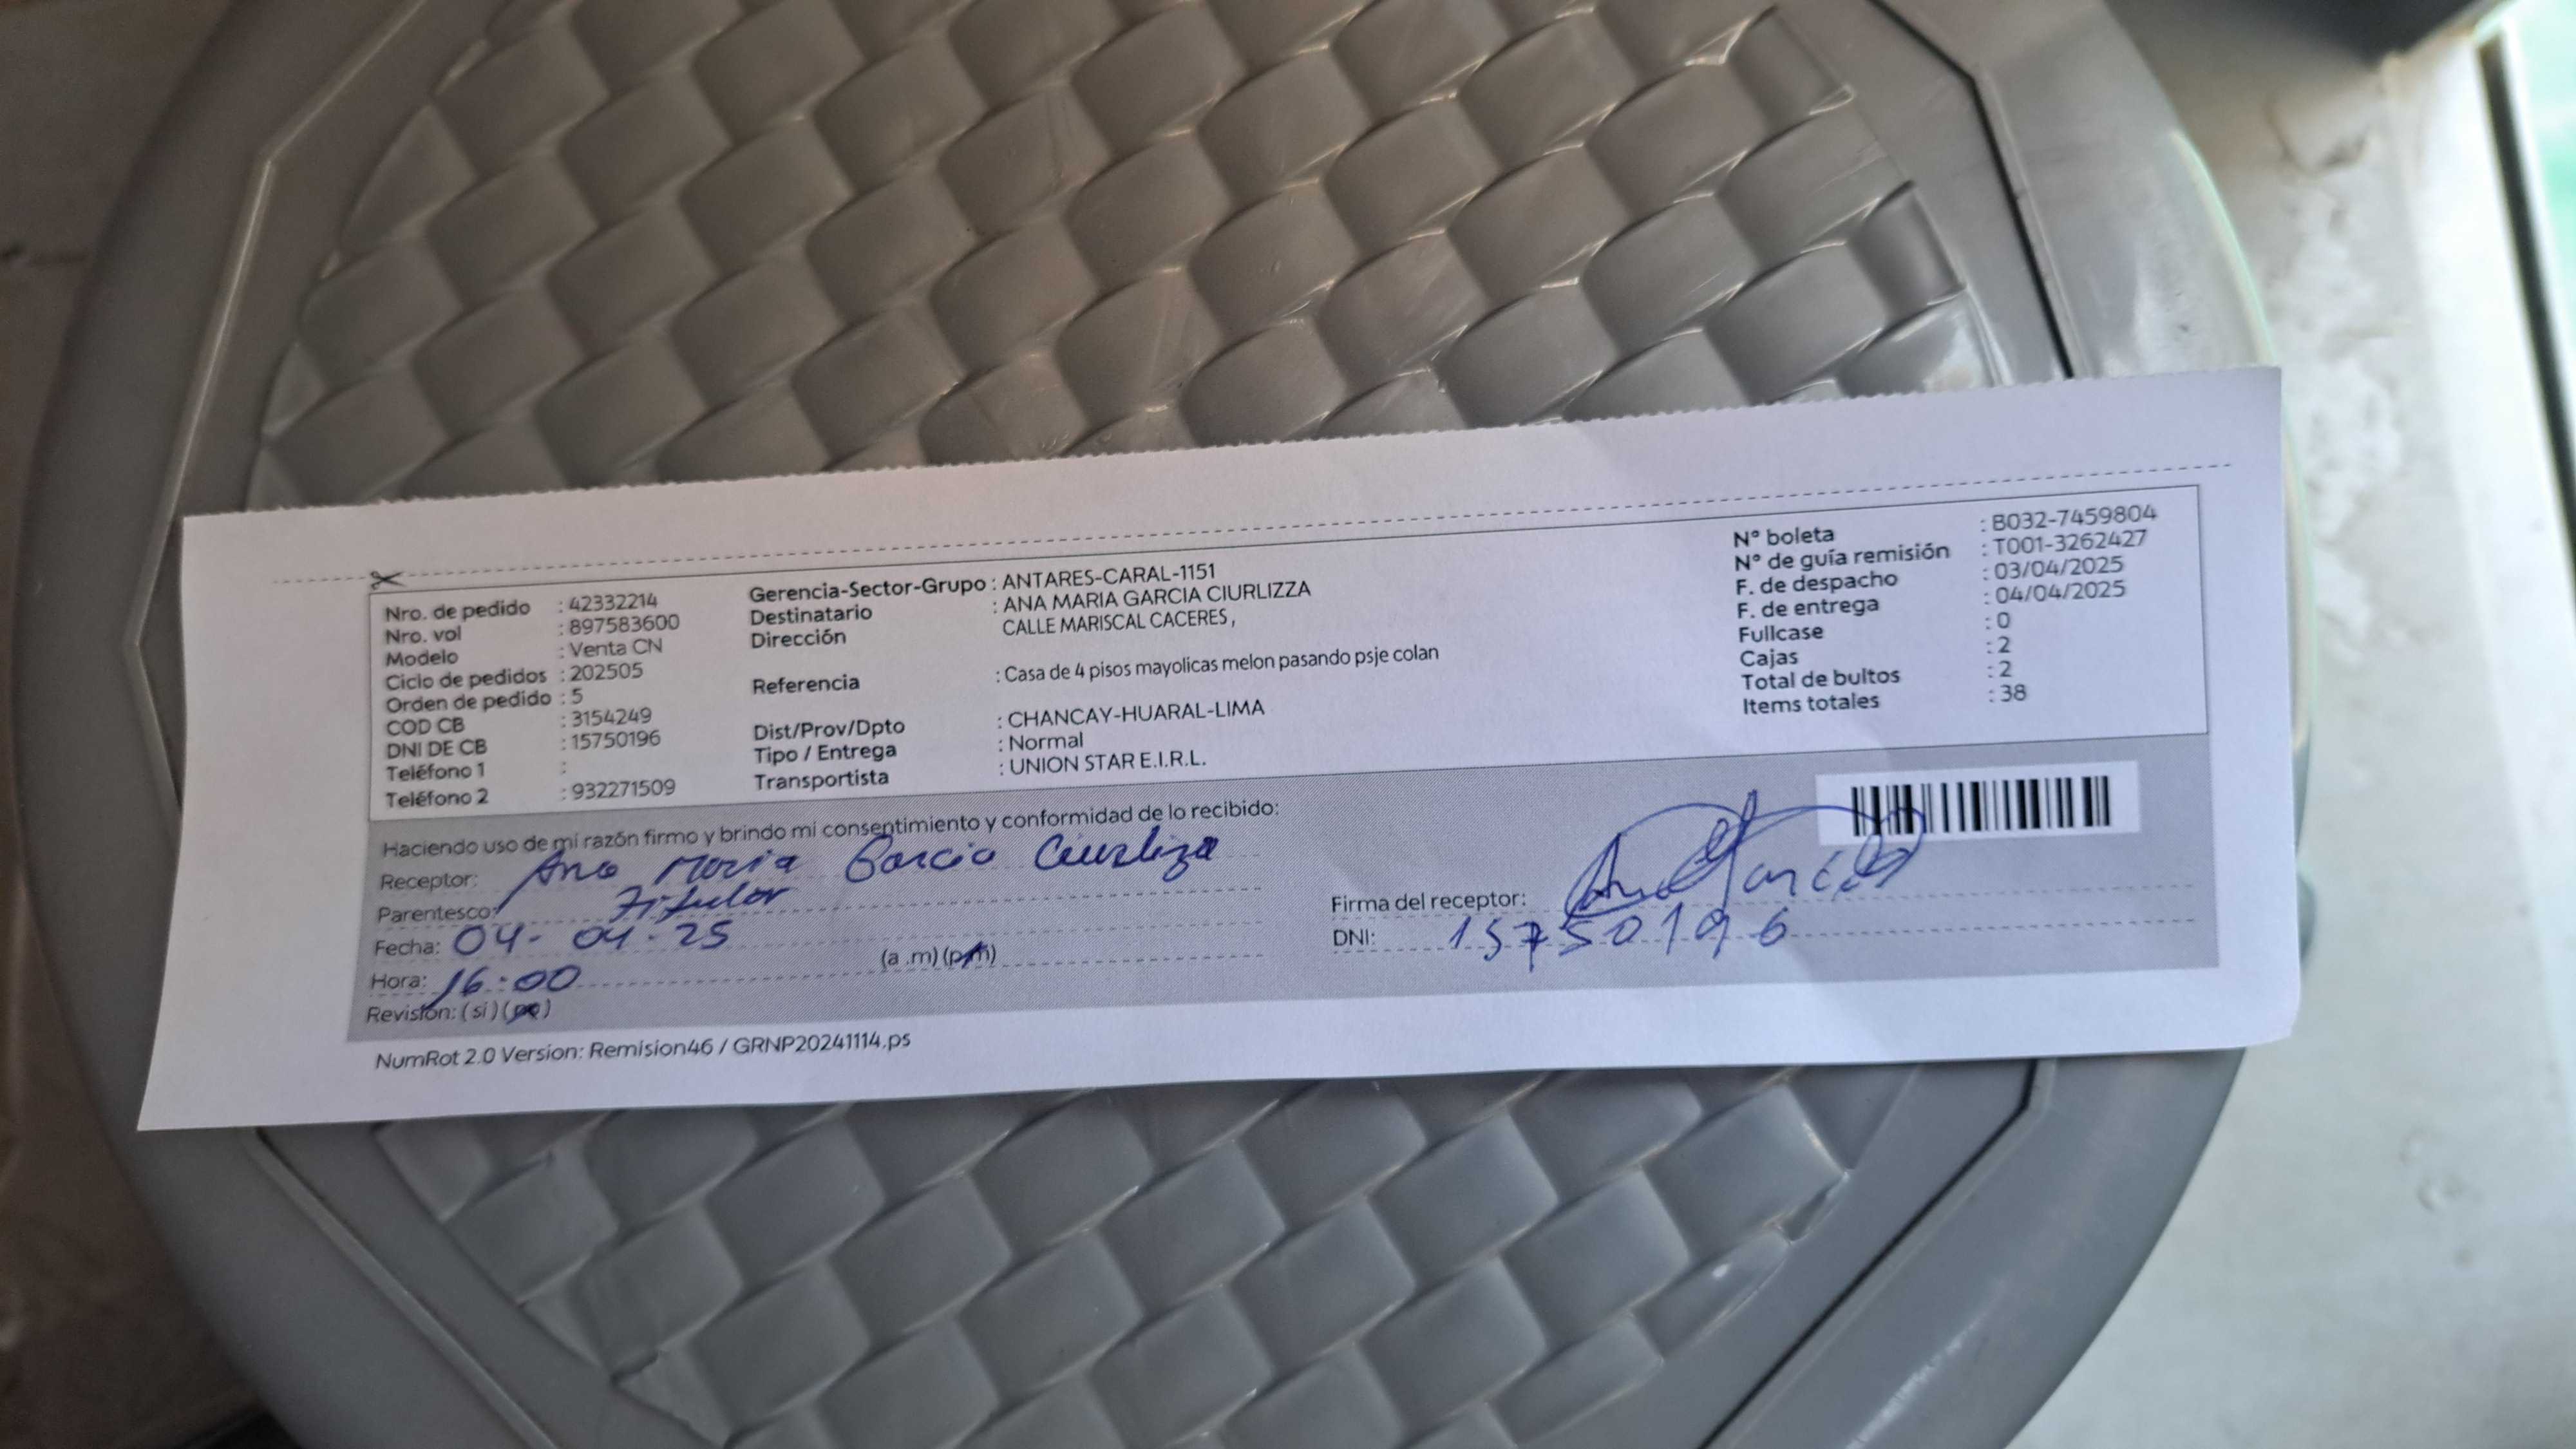 Nro. de pedido : 42332214
Nro. vol : 897583600
Modelo : Venta CN
Ciclo de pedidos : 202505
Orden de pedido : 5
COD CB : 3154249
DNI DE CB : 15750196
Teléfono 1 :
Teléfono 2 : 932271509
Gerencia-Sector-Grupo : ANTARES-CARAL-1151
Destinatario : ANA MARIA GARCIA CIURLIZZA
Dirección CALLE MARISCAL CACERES ,
Referencia : Casa de 4 pisos mayolicas melon pasando psje colan
Dist/Prov/Dpto : CHANCAY-HUARAL-LIMA
Tipo / Entrega : Normal
Transportista : UNION STAR E.I.R.L.
N° boleta : B032-7459804
N° de guía remisión : T001-3262427
F. de despacho : 03/04/2025
F. de entrega : 04/04/2025
Fullcase : 0
Cajas : 2
Total de bultos : 2
Items totales : 38
Haciendo uso de mi razón firmo y brindo mi consentimiento y conformidad de lo recibido:
Receptor: Ana Maria Garcia Ciurliza
Parentesco: Titular
Fecha: 04-04-25
Hora: 16:00 (a .m) (p.m)
Revisión: ( si ) (no)
Firma del receptor: Ana Garcia
DNI: 15750196
NumRot 2.0 Version: Remision46 / GRNP20241114.ps